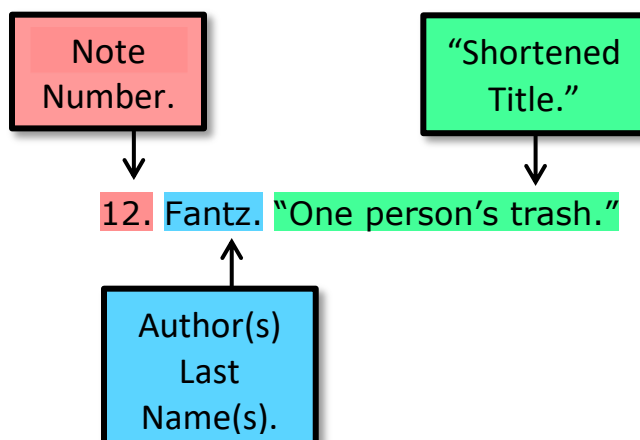 Note
Number.
“Shortened
Title.”
12. Fantz. “One person’s trash.”
Author(s)
Last
Name(s).